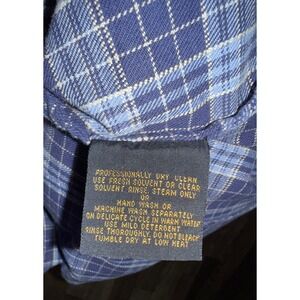 PROFESSIONALLY DRY CLEAN
USE FRESH SOLVENT OR CLEAR
SOLVENT RINSE, STEAM ONLY
OR
HAND WASH OR
MACHINE WASH SEPARATELY
ON DELICATE CYCLE IN WARM WATER
USE MILD DETERGENT
RINSE THOROUGHLY. DO NOT BLEACH
TUMBLE DRY AT LOW HEAT